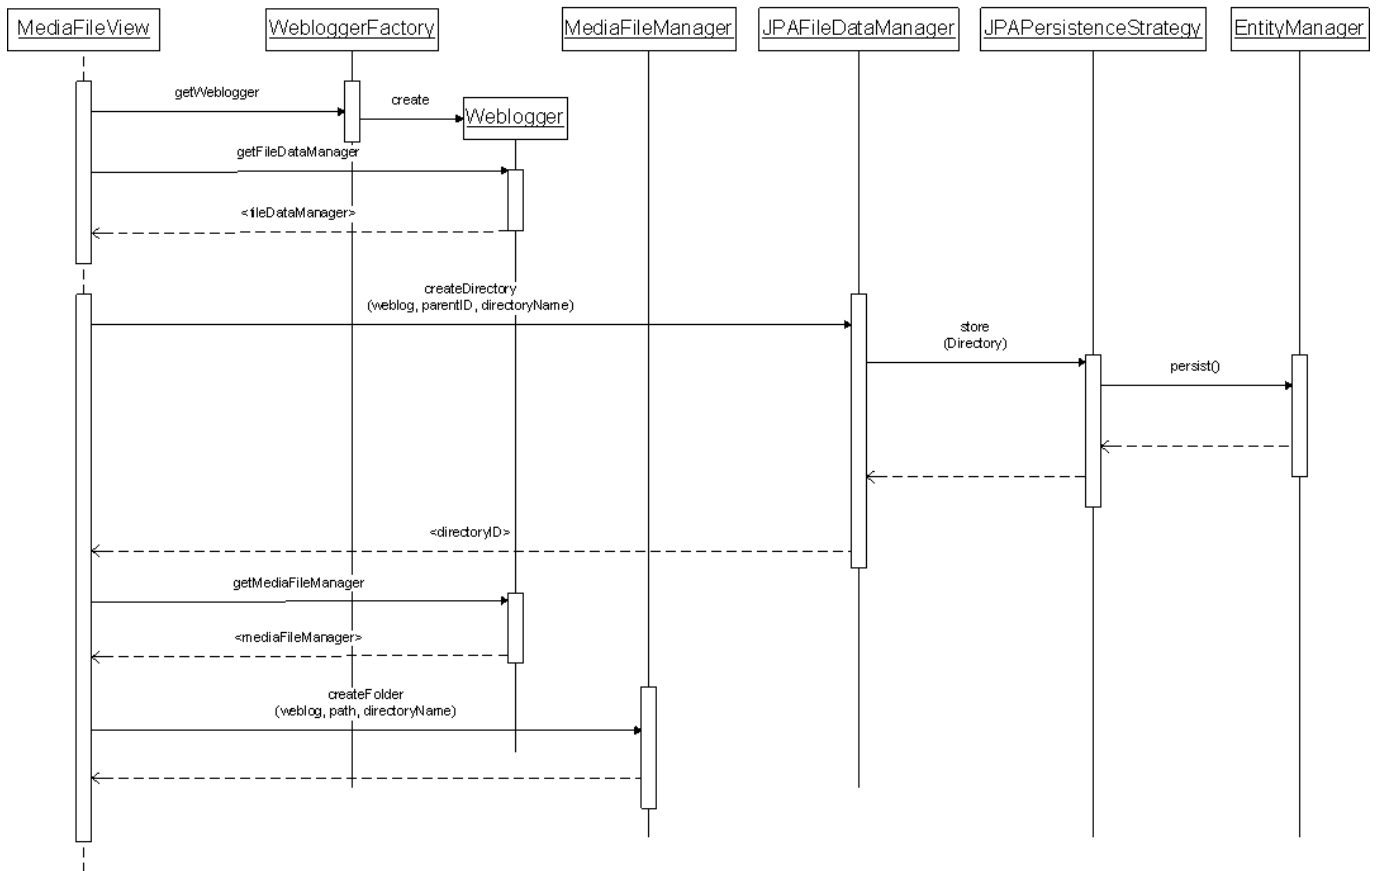 MediaFileView
WebloggerFactory
MediaFileManager
JPAFileDataManager
JPAPersistenceStrategy
EntityManager
getWeblogger
create
Weblogger
getFileDataManager
<fileDataManager>
createDirectory
(weblog, parentID, directoryName)
store
(Directory)
persist()
<directoryID>
getMediaFileManager
<mediaFileManager>
createFolder
(weblog, path, directoryName)